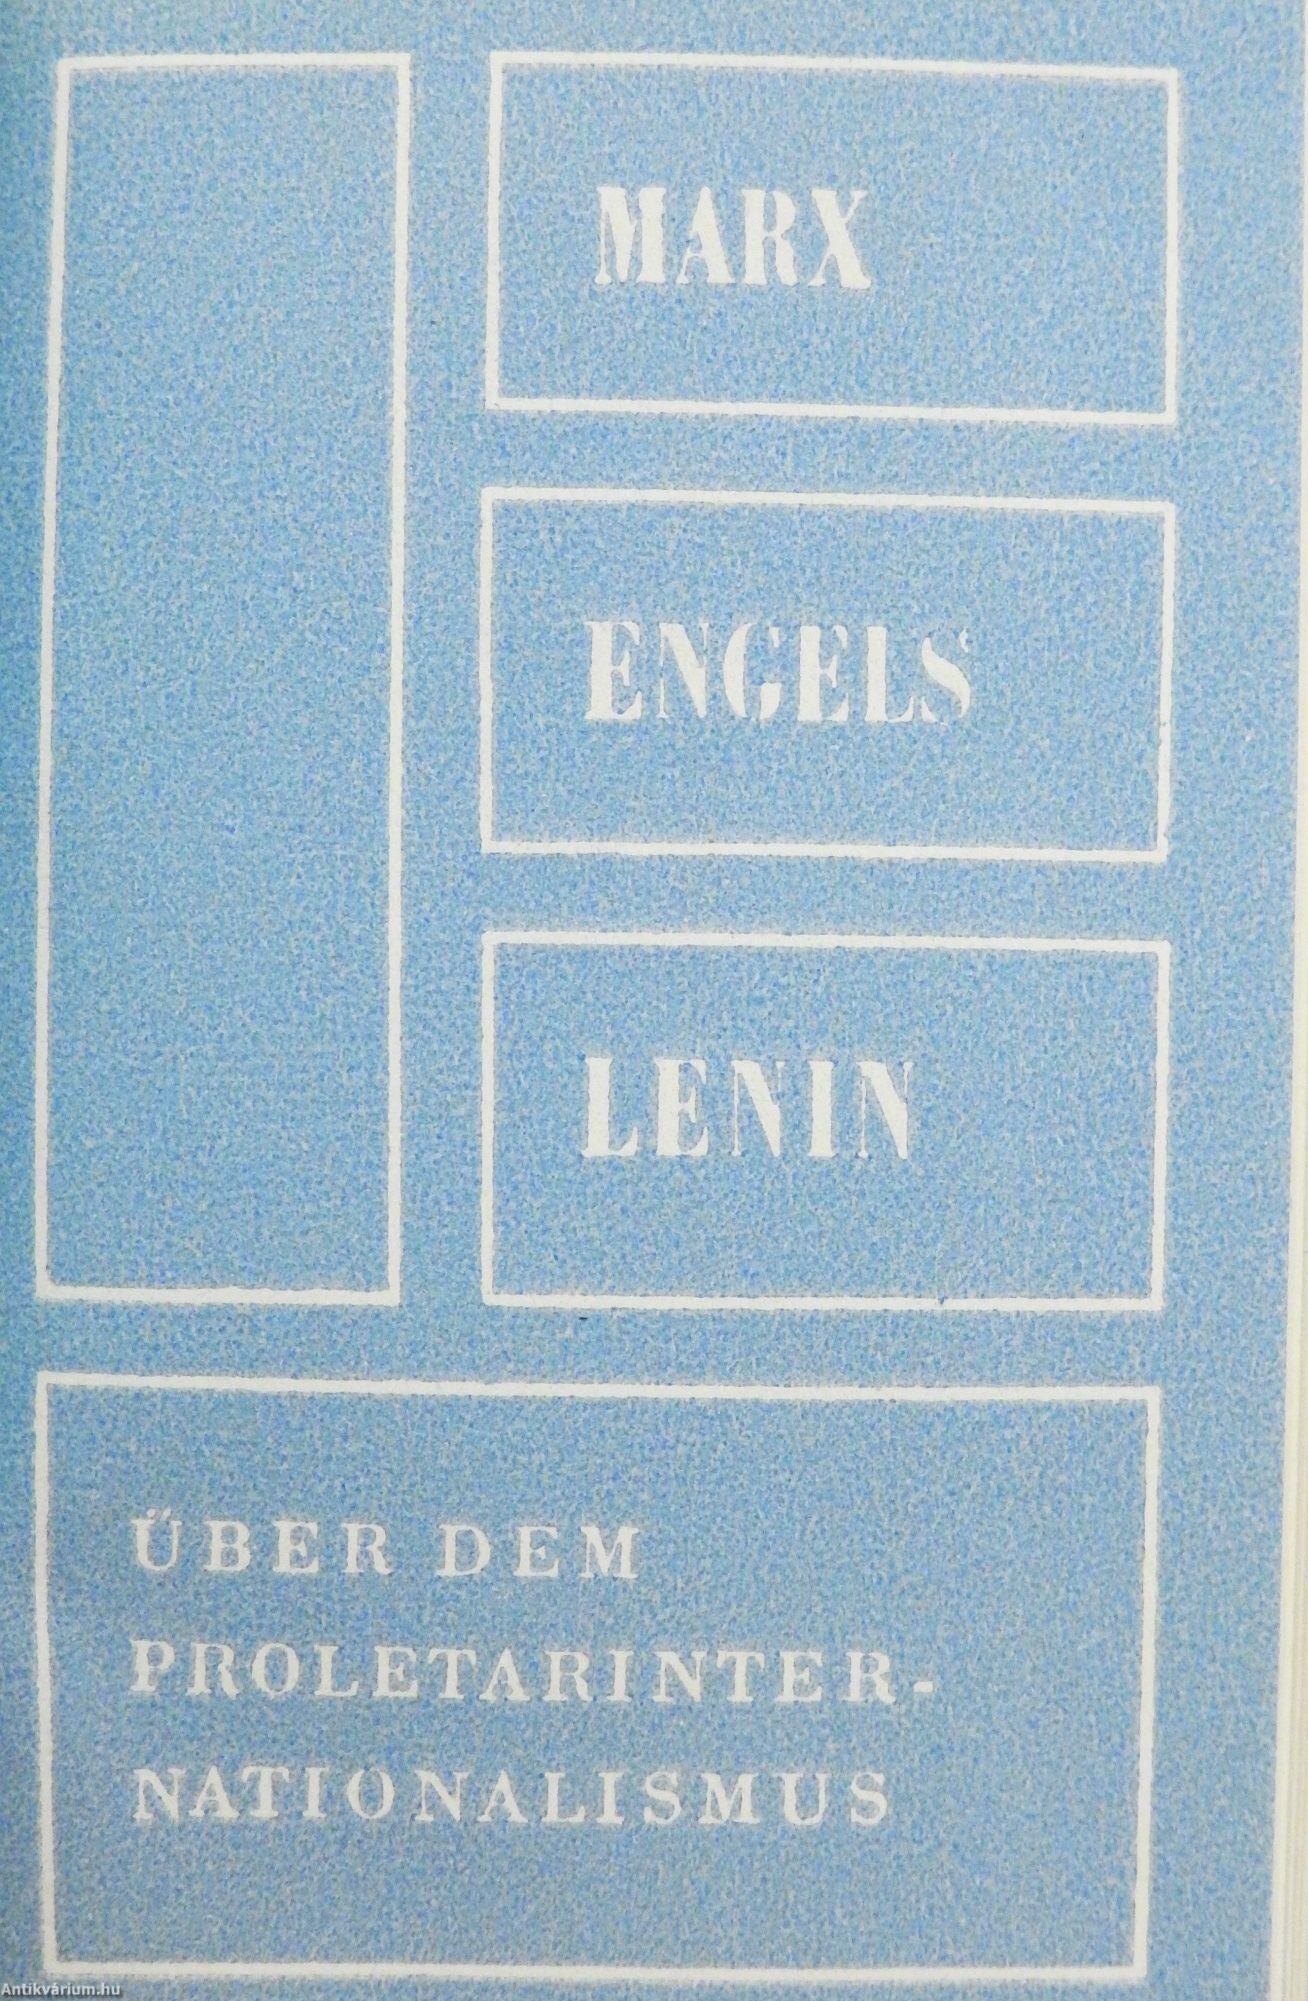 MARX
ENGELS
LENIN
ÜBER DEM
PROLETARINTER-
NATIONALISMUS
Antikvárium.hu